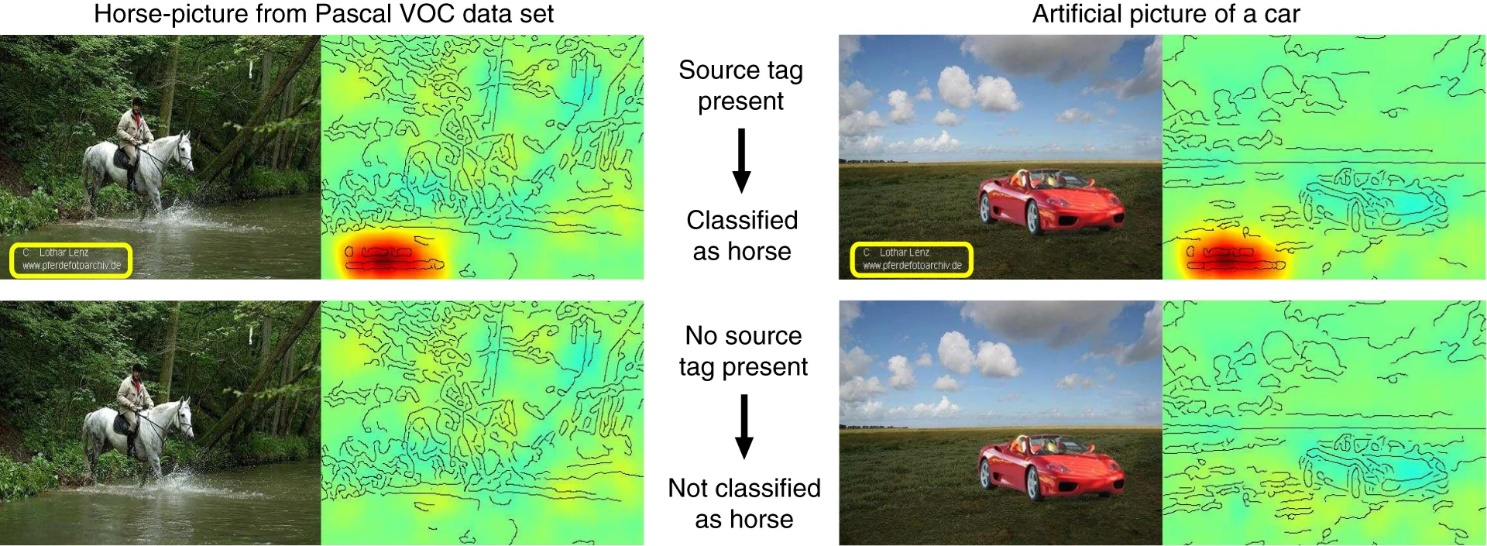 Horse-picture from Pascal VOC data set
Artificial picture of a car
Source tag
present
Classified
as horse
C Lothar Lenz
www.pferdefotoarchiv.de
C Lothar Lenz
www.pferdefotoarchiv.de
No source
tag present
Not classified
as horse